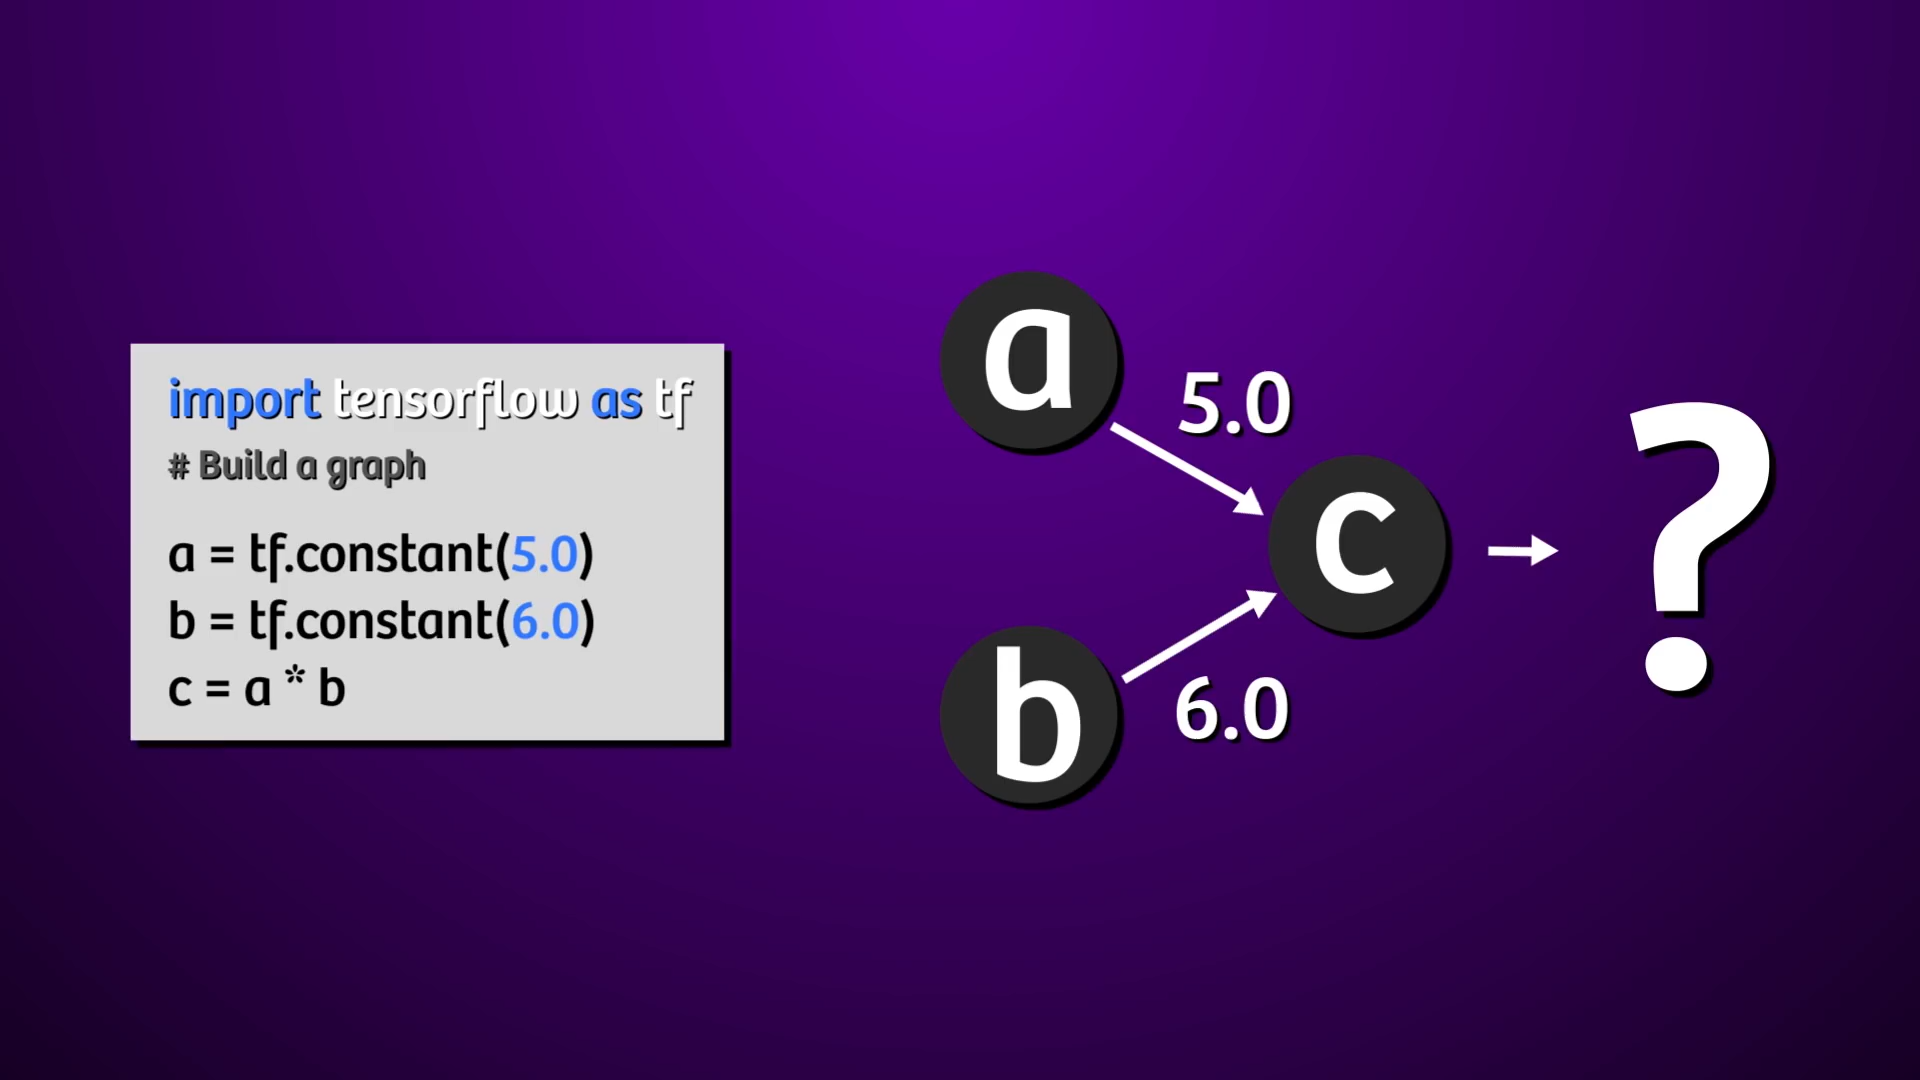 import tensorflow as tf
# Build a graph
a = tf.constant(5.0)
b = tf.constant(6.0)
c = a * b
a
5.0
c
?
b
6.0